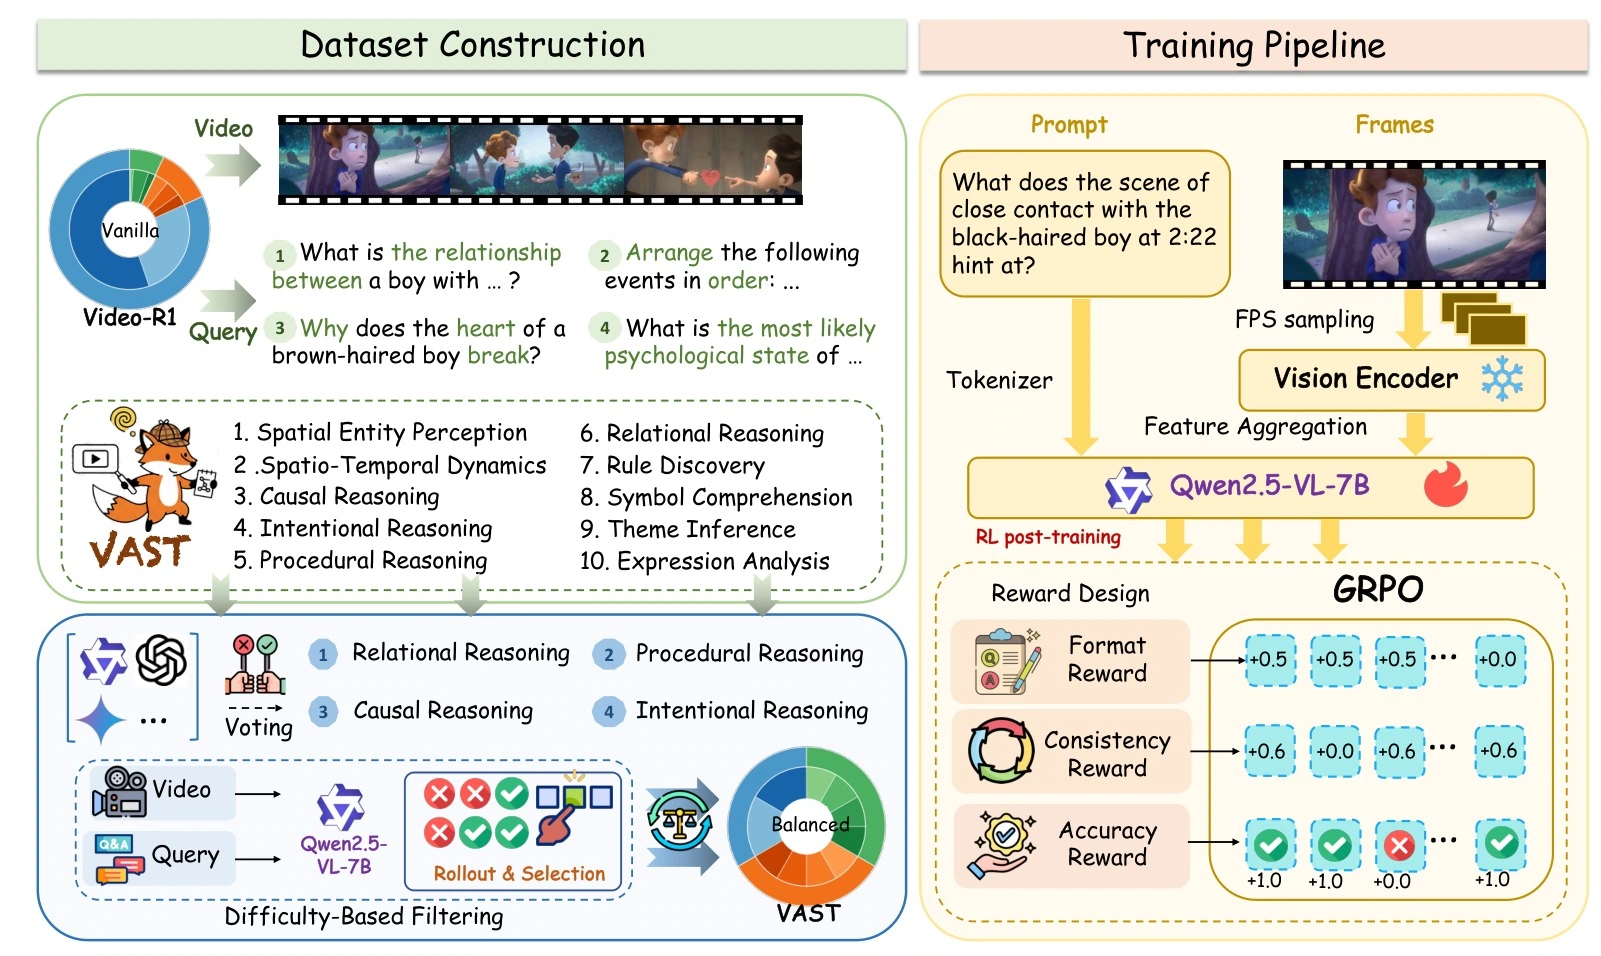 Dataset Construction
Video
Vanilla
Video-R1
Query
1 What is the relationship
between a boy with ... ?
2 Arrange the following
events in order: ...
3 Why does the heart of a
brown-haired boy break?
4 What is the most likely
psychological state of ...
VAST
1. Spatial Entity Perception
2 .Spatio-Temporal Dynamics
3. Causal Reasoning
4. Intentional Reasoning
5. Procedural Reasoning
6. Relational Reasoning
7. Rule Discovery
8. Symbol Comprehension
9. Theme Inference
10. Expression Analysis
...
Voting
1 Relational Reasoning
2 Procedural Reasoning
3 Causal Reasoning
4 Intentional Reasoning
Video
Q&A
Query
Qwen2.5-
VL-7B
Rollout & Selection
Difficulty-Based Filtering
Balanced
VAST
Training Pipeline
Prompt
What does the scene of
close contact with the
black-haired boy at 2:22
hint at?
Frames
FPS sampling
Tokenizer
Vision Encoder
Feature Aggregation
Qwen2.5-VL-7B
RL post-training
Reward Design
GRPO
Q
A
Format
Reward
+0.5 +0.5 +0.5 ... +0.0
Consistency
Reward
+0.6 +0.0 +0.6 ... +0.6
Accuracy
Reward
...
+1.0 +1.0 +0.0 +1.0